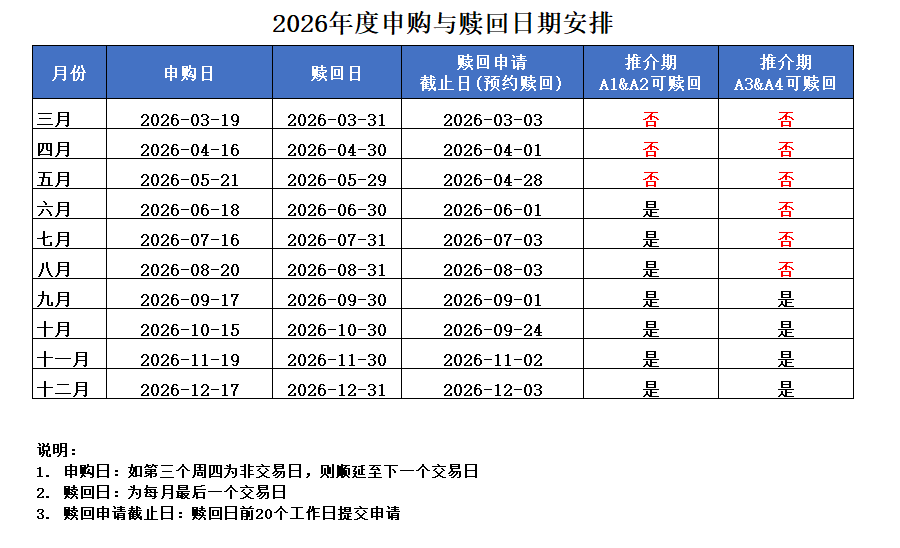 2026年度申购与赎回日期安排
月份 申购日 赎回日 赎回申请 截止日(预约赎回) 推介期 A1&A2可赎回 推介期 A3&A4可赎回
三月 2026-03-19 2026-03-31 2026-03-03 否 否
四月 2026-04-16 2026-04-30 2026-04-01 否 否
五月 2026-05-21 2026-05-29 2026-04-28 否 否
六月 2026-06-18 2026-06-30 2026-06-01 是 否
七月 2026-07-16 2026-07-31 2026-07-03 是 否
八月 2026-08-20 2026-08-31 2026-08-03 是 否
九月 2026-09-17 2026-09-30 2026-09-01 是 是
十月 2026-10-15 2026-10-30 2026-09-24 是 是
十一月 2026-11-19 2026-11-30 2026-11-02 是 是
十二月 2026-12-17 2026-12-31 2026-12-03 是 是
说明：
1. 申购日：如第三个周四为非交易日，则顺延至下一个交易日
2. 赎回日：为每月最后一个交易日
3. 赎回申请截止日：赎回日前20个工作日提交申请